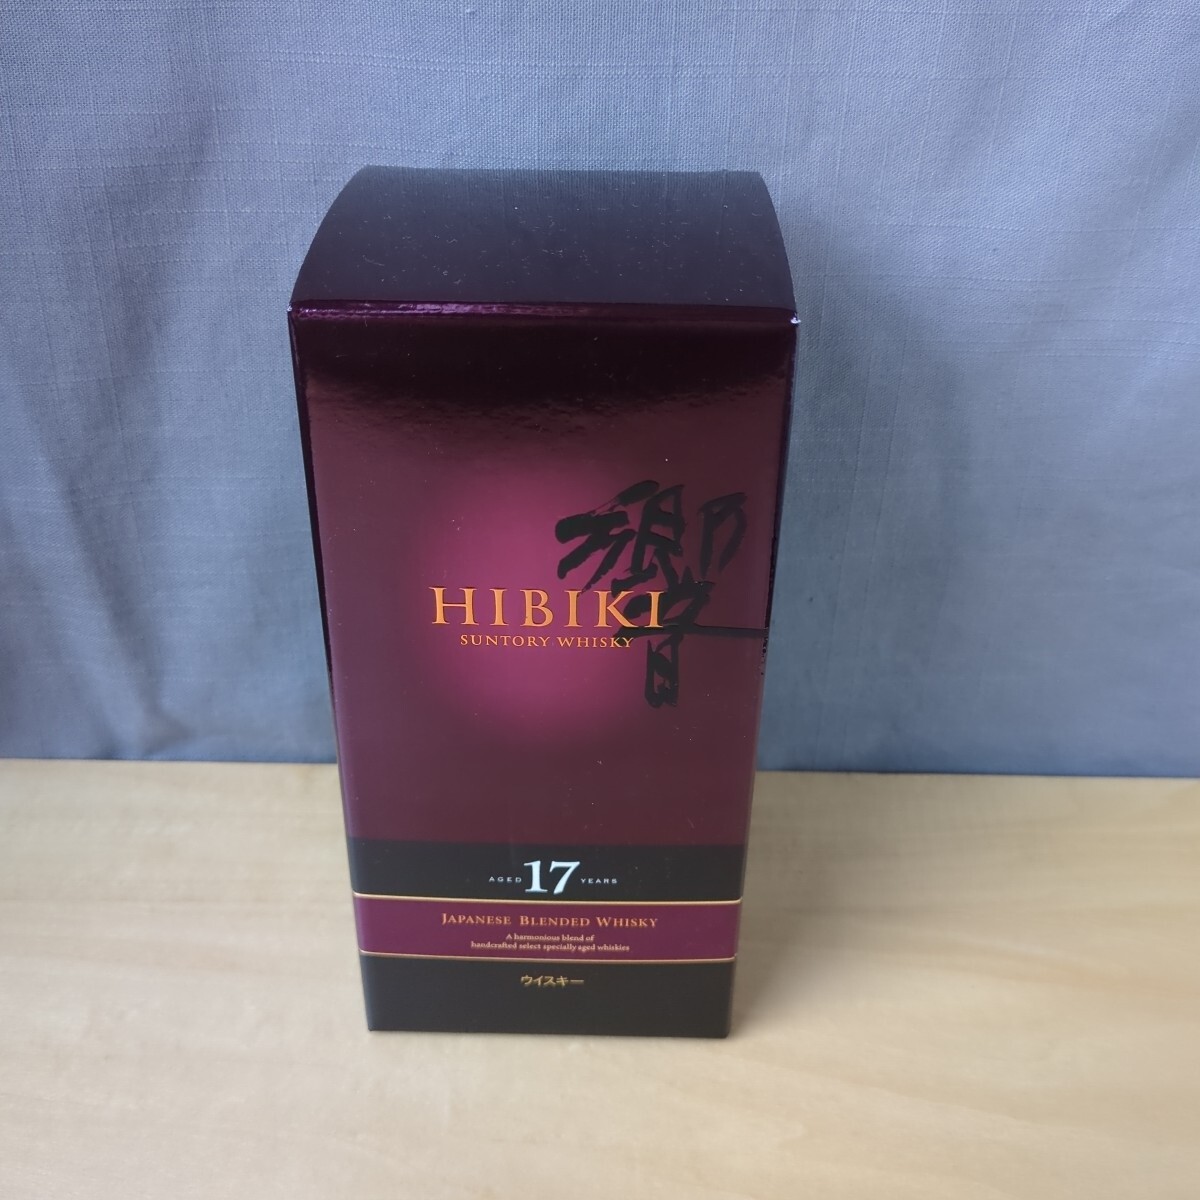 響
HIBIKI
SUNTORY WHISKY
AGED 17 YEARS
JAPANESE BLENDED WHISKY
A harmonious blend of
handcrafted select specially aged whiskies
ウイスキー